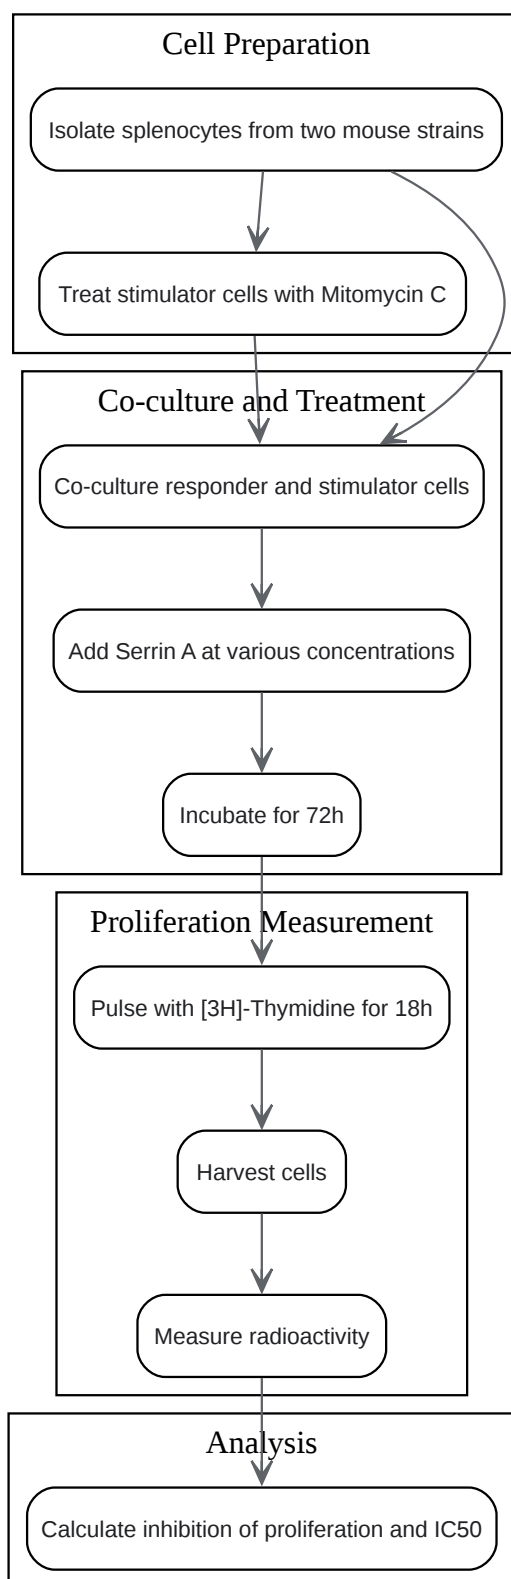 Cell Preparation
Isolate splenocytes from two mouse strains
Treat stimulator cells with Mitomycin C
Co-culture and Treatment
Co-culture responder and stimulator cells
Add Serrin A at various concentrations
Incubate for 72h
Proliferation Measurement
Pulse with [3H]-Thymidine for 18h
Harvest cells
Measure radioactivity
Analysis
Calculate inhibition of proliferation and IC50